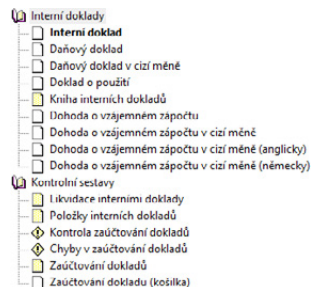 Interní doklady
Interní doklad
Daňový doklad
Daňový doklad v cizí měně
Doklad o použití
Kniha interních dokladů
Dohoda o vzájemném zápočtu
Dohoda o vzájemném zápočtu v cizí měně
Dohoda o vzájemném zápočtu v cizí měně (anglicky)
Dohoda o vzájemném zápočtu v cizí měně (německy)
Kontrolní sestavy
Likvidace interními doklady
Položky interních dokladů
Kontrola zaúčtování dokladů
Chyby v zaúčtování dokladů
Zaúčtování dokladů
Zaúčtování dokladu (košilka)